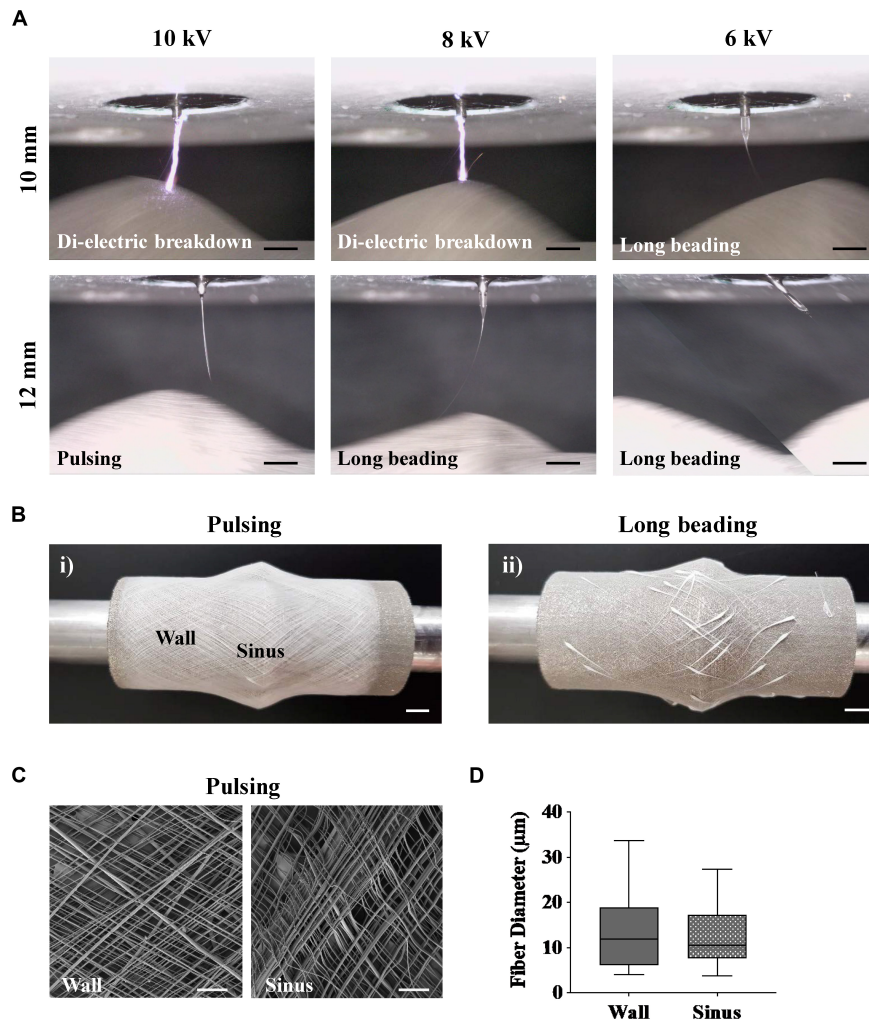 A
10 kV 8 kV 6 kV
10 mm
Di-electric breakdown Di-electric breakdown Long beading
12 mm
Pulsing Long beading Long beading
B
Pulsing Long beading
i) ii)
Wall
Sinus
C
Pulsing
Wall Sinus
D
Fiber Diameter (μm)
40
30
20
10
0
Wall Sinus